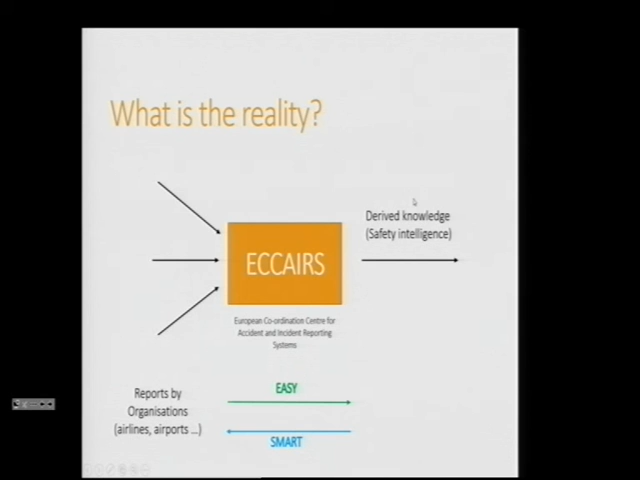 What is the reality?
Derived knowledge
(Safety intelligence)
ECCAIRS
European Co-ordination Centre for
Accident and Incident Reporting
Systems
Reports by
Organisations
(airlines, airports ...)
EASY
SMART